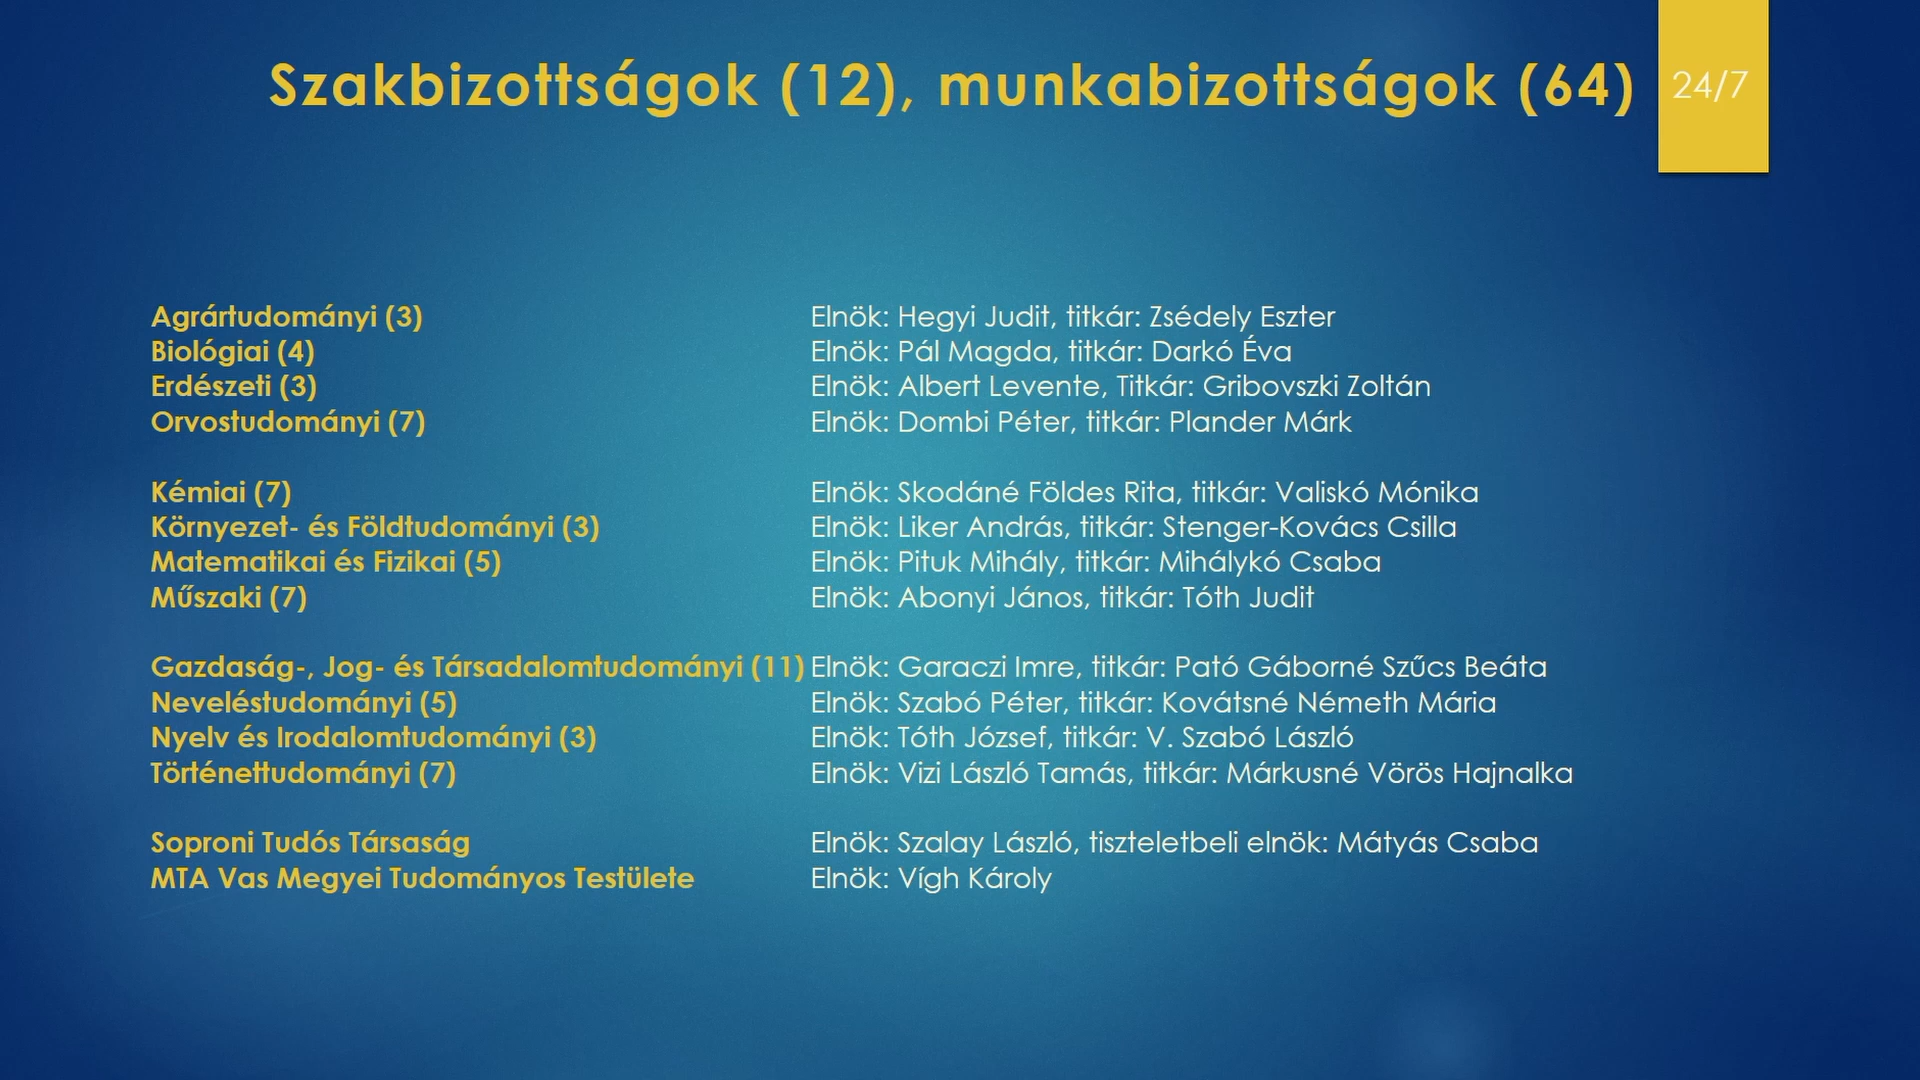 Szakbizottságok (12), munkabizottságok (64)
24/7
Agrártudományi (3) Elnök: Hegyi Judit, titkár: Zsédely Eszter
Biológiai (4) Elnök: Pál Magda, titkár: Darkó Éva
Erdészeti (3) Elnök: Albert Levente, Titkár: Gribovszki Zoltán
Orvostudományi (7) Elnök: Dombi Péter, titkár: Plander Márk
Kémiai (7) Elnök: Skodáné Földes Rita, titkár: Valiskó Mónika
Környezet- és Földtudományi (3) Elnök: Liker András, titkár: Stenger-Kovács Csilla
Matematikai és Fizikai (5) Elnök: Pituk Mihály, titkár: Mihálykó Csaba
Műszaki (7) Elnök: Abonyi János, titkár: Tóth Judit
Gazdaság-, Jog- és Társadalomtudományi (11) Elnök: Garaczi Imre, titkár: Pató Gáborné Szűcs Beáta
Neveléstudományi (5) Elnök: Szabó Péter, titkár: Kovátsné Németh Mária
Nyelv és Irodalomtudományi (3) Elnök: Tóth József, titkár: V. Szabó László
Történettudományi (7) Elnök: Vizi László Tamás, titkár: Márkusné Vörös Hajnalka
Soproni Tudós Társaság Elnök: Szalay László, tiszteletbeli elnök: Mátyás Csaba
MTA Vas Megyei Tudományos Testülete Elnök: Vígh Károly